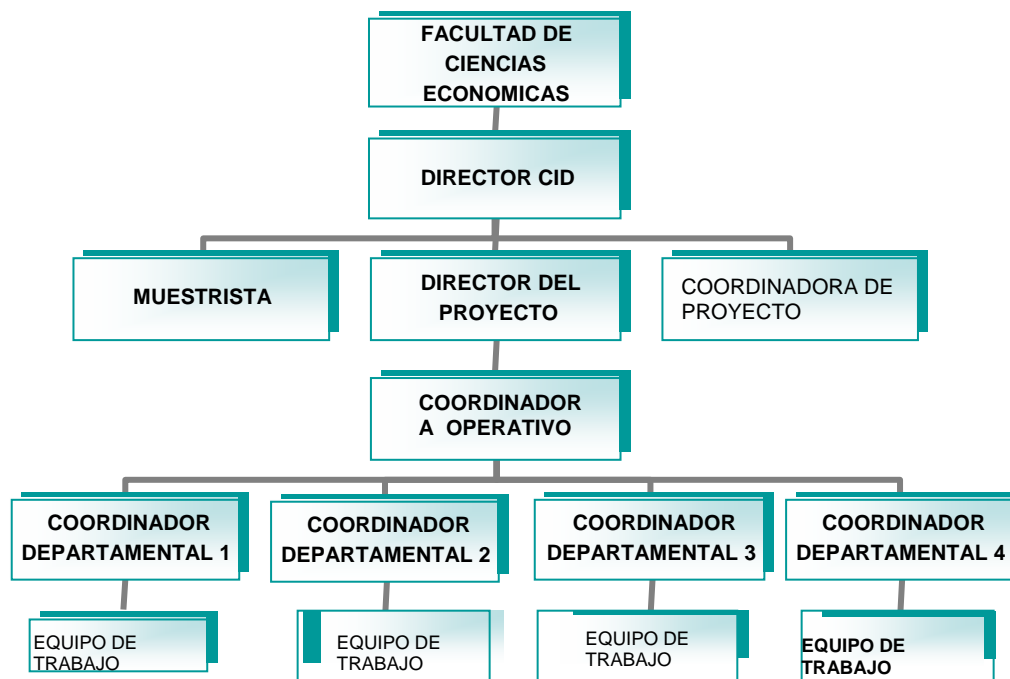 FACULTAD DE
CIENCIAS
ECONOMICAS
DIRECTOR CID
MUESTRISTA
DIRECTOR DEL
PROYECTO
COORDINADORA DE
PROYECTO
COORDINADOR
A OPERATIVO
COORDINADOR
DEPARTAMENTAL 1
COORDINADOR
DEPARTAMENTAL 2
COORDINADOR
DEPARTAMENTAL 3
COORDINADOR
DEPARTAMENTAL 4
EQUIPO DE
TRABAJO
EQUIPO DE
TRABAJO
EQUIPO DE
TRABAJO
EQUIPO DE
TRABAJO